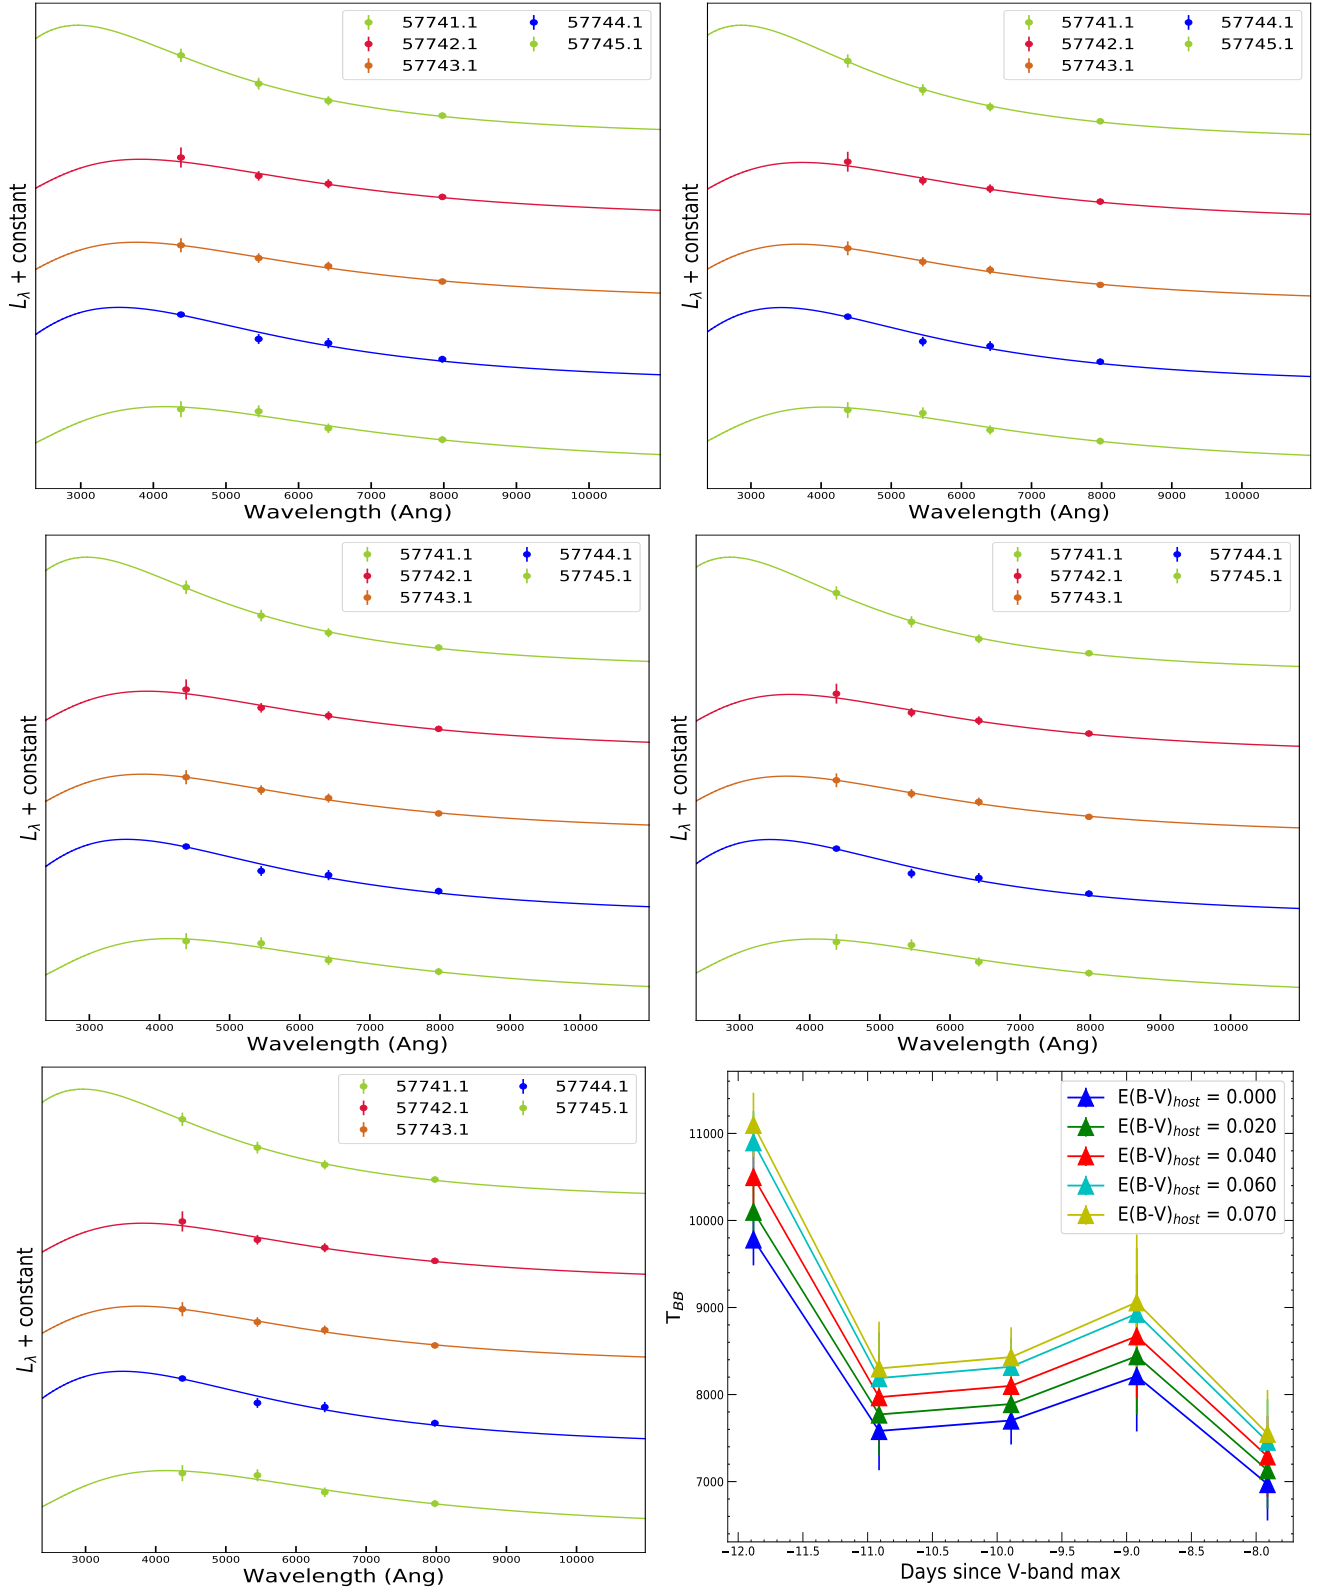 57741.1
57742.1
57743.1
57744.1
57745.1
L_λ + constant
3000 4000 5000 6000 7000 8000 9000 10000
Wavelength (Ang)
57741.1
57742.1
57743.1
57744.1
57745.1
L_λ + constant
3000 4000 5000 6000 7000 8000 9000 10000
Wavelength (Ang)
57741.1
57742.1
57743.1
57744.1
57745.1
L_λ + constant
3000 4000 5000 6000 7000 8000 9000 10000
Wavelength (Ang)
57741.1
57742.1
57743.1
57744.1
57745.1
L_λ + constant
3000 4000 5000 6000 7000 8000 9000 10000
Wavelength (Ang)
57741.1
57742.1
57743.1
57744.1
57745.1
L_λ + constant
3000 4000 5000 6000 7000 8000 9000 10000
Wavelength (Ang)
E(B-V)_host = 0.000
E(B-V)_host = 0.020
E(B-V)_host = 0.040
E(B-V)_host = 0.060
E(B-V)_host = 0.070
T_BB
11000
10000
9000
8000
7000
−12.0 −11.5 −11.0 −10.5 −10.0 −9.5 −9.0 −8.5 −8.0
Days since V-band max